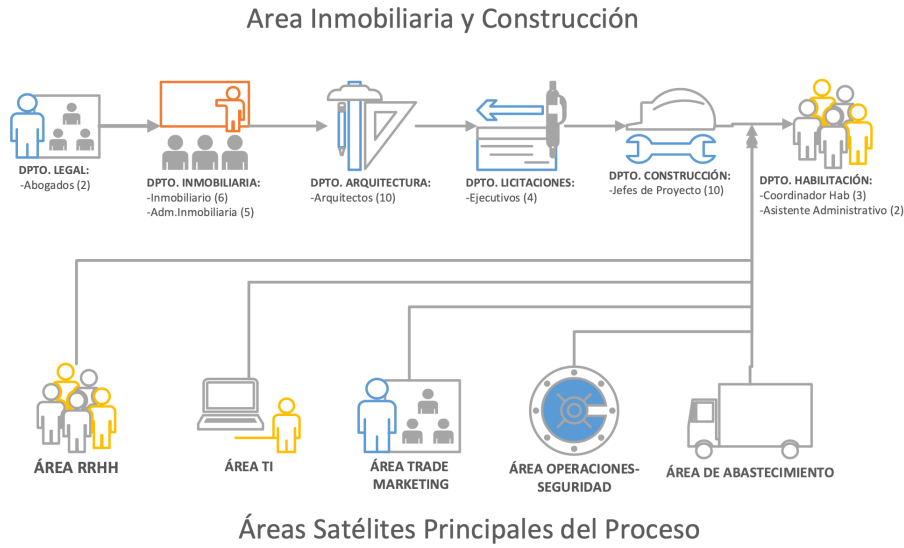 Area Inmobiliaria y Construcción
DPTO. LEGAL:
-Abogados (2)
DPTO. INMOBILIARIA:
-Inmobiliario (6)
-Adm.Inmobiliaria (5)
DPTO. ARQUITECTURA:
-Arquitectos (10)
DPTO. LICITACIONES:
-Ejecutivos (4)
DPTO. CONSTRUCCIÓN:
-Jefes de Proyecto (10)
DPTO. HABILITACIÓN:
-Coordinador Hab (3)
-Asistente Administrativo (2)
ÁREA RRHH
ÁREA TI
ÁREA TRADE
MARKETING
ÁREA OPERACIONES-
SEGURIDAD
ÁREA DE ABASTECIMIENTO
Áreas Satélites Principales del Proceso